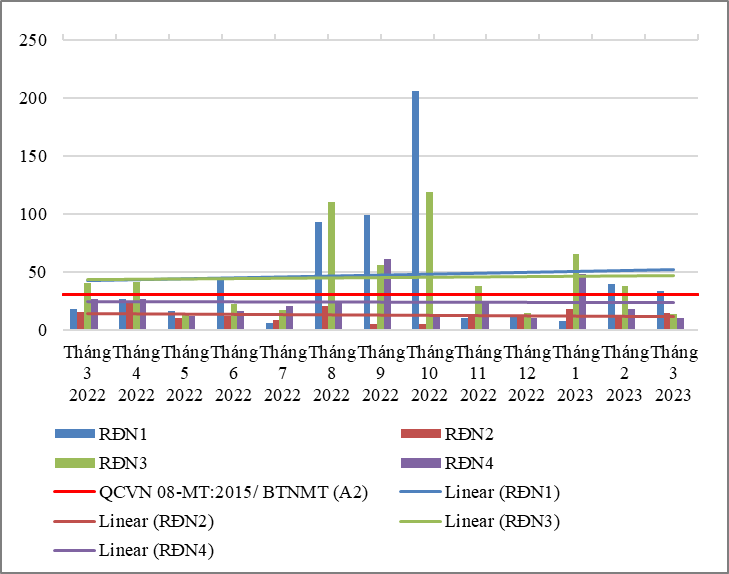 250
200
150
100
50
0
Tháng 3 2022
Tháng 4 2022
Tháng 5 2022
Tháng 6 2022
Tháng 7 2022
Tháng 8 2022
Tháng 9 2022
Tháng 10 2022
Tháng 11 2022
Tháng 12 2022
Tháng 1 2023
Tháng 2 2023
Tháng 3 2023
RĐN1
RĐN2
RĐN3
RĐN4
QCVN 08-MT:2015/ BTNMT (A2)
Linear (RĐN1)
Linear (RĐN2)
Linear (RĐN3)
Linear (RĐN4)